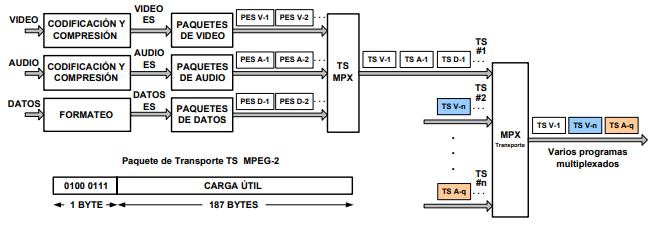 VIDEO
CODIFICACIÓN Y
COMPRESIÓN
VIDEO
ES
PAQUETES
DE VIDEO
PES V-1 PES V-2 ...
AUDIO
CODIFICACIÓN Y
COMPRESIÓN
AUDIO
ES
PAQUETES
DE AUDIO
PES A-1 PES A-2 ...
DATOS
FORMATEO
DATOS
ES
PAQUETES
DE DATOS
PES D-1 PES D-2 ...
TS
MPX
TS V-1 TS A-1 TS D-1 ...
TS
#1
TS
#2
TS V-n
.
.
.
TS
#n
TS A-q
MPX
Transporte
TS V-1 TS V-n TS A-q
Varios programas
multiplexados
Paquete de Transporte TS MPEG-2
0100 0111 CARGA ÚTIL
1 BYTE 187 BYTES